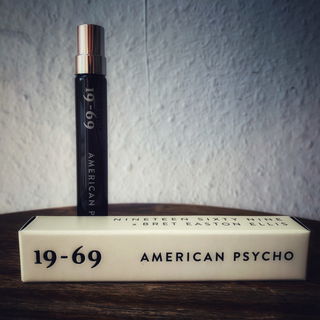 19-69
AMERICAN P
NINETEEN SIXTY NINE
× BRET EASTON ELLIS
19-69 AMERICAN PSYCHO